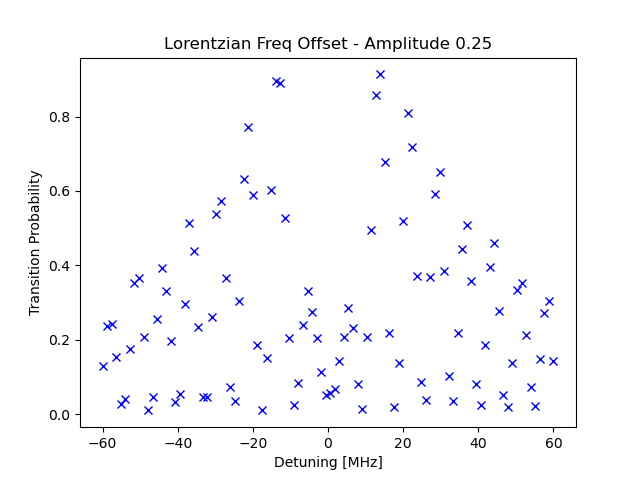 Lorentzian Freq Offset - Amplitude 0.25
Transition Probability
0.8
0.6
0.4
0.2
0.0
−60 −40 −20 0 20 40 60
Detuning [MHz]